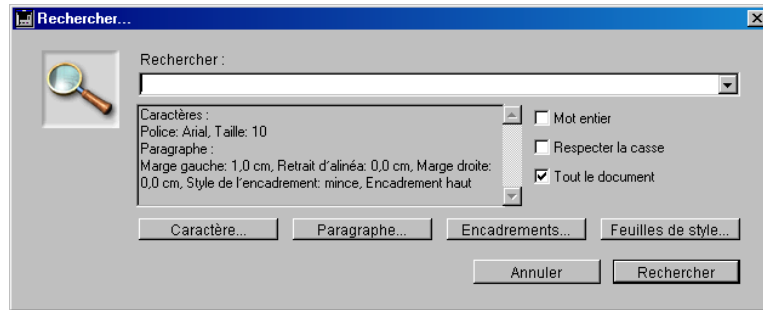 Rechercher...
Rechercher :
Caractères :
Police: Arial, Taille: 10
Paragraphe :
Marge gauche: 1,0 cm, Retrait d´alinéa: 0,0 cm, Marge droite:
0,0 cm, Style de l´encadrement: mince, Encadrement haut
Mot entier
Respecter la casse
Tout le document
Caractère... Paragraphe... Encadrements... Feuilles de style...
Annuler Rechercher